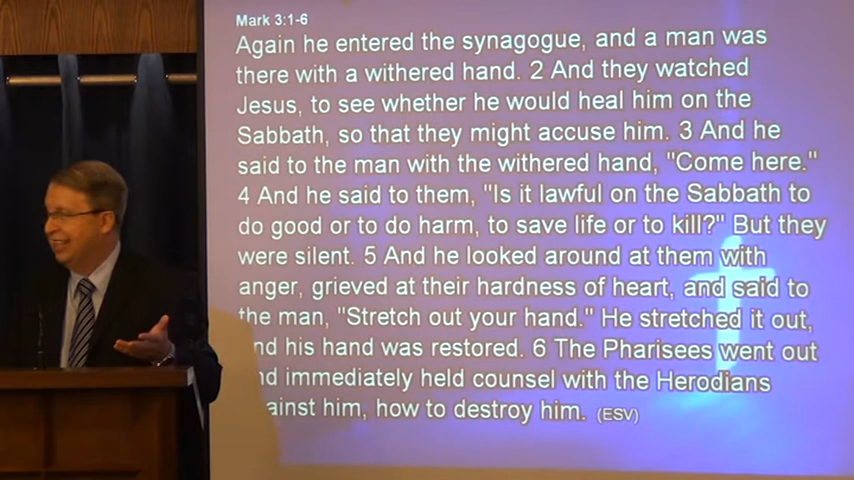 Mark 3:1-6
Again he entered the synagogue, and a man was
there with a withered hand. 2 And they watched
Jesus, to see whether he would heal him on the
Sabbath, so that they might accuse him. 3 And he
said to the man with the withered hand, "Come here."
4 And he said to them, "Is it lawful on the Sabbath to
do good or to do harm, to save life or to kill?" But they
were silent. 5 And he looked around at them with
anger, grieved at their hardness of heart, and said to
the man, "Stretch out your hand." He stretched it out,
nd his hand was restored. 6 The Pharisees went out
nd immediately held counsel with the Herodians
ainst him, how to destroy him. (ESV)